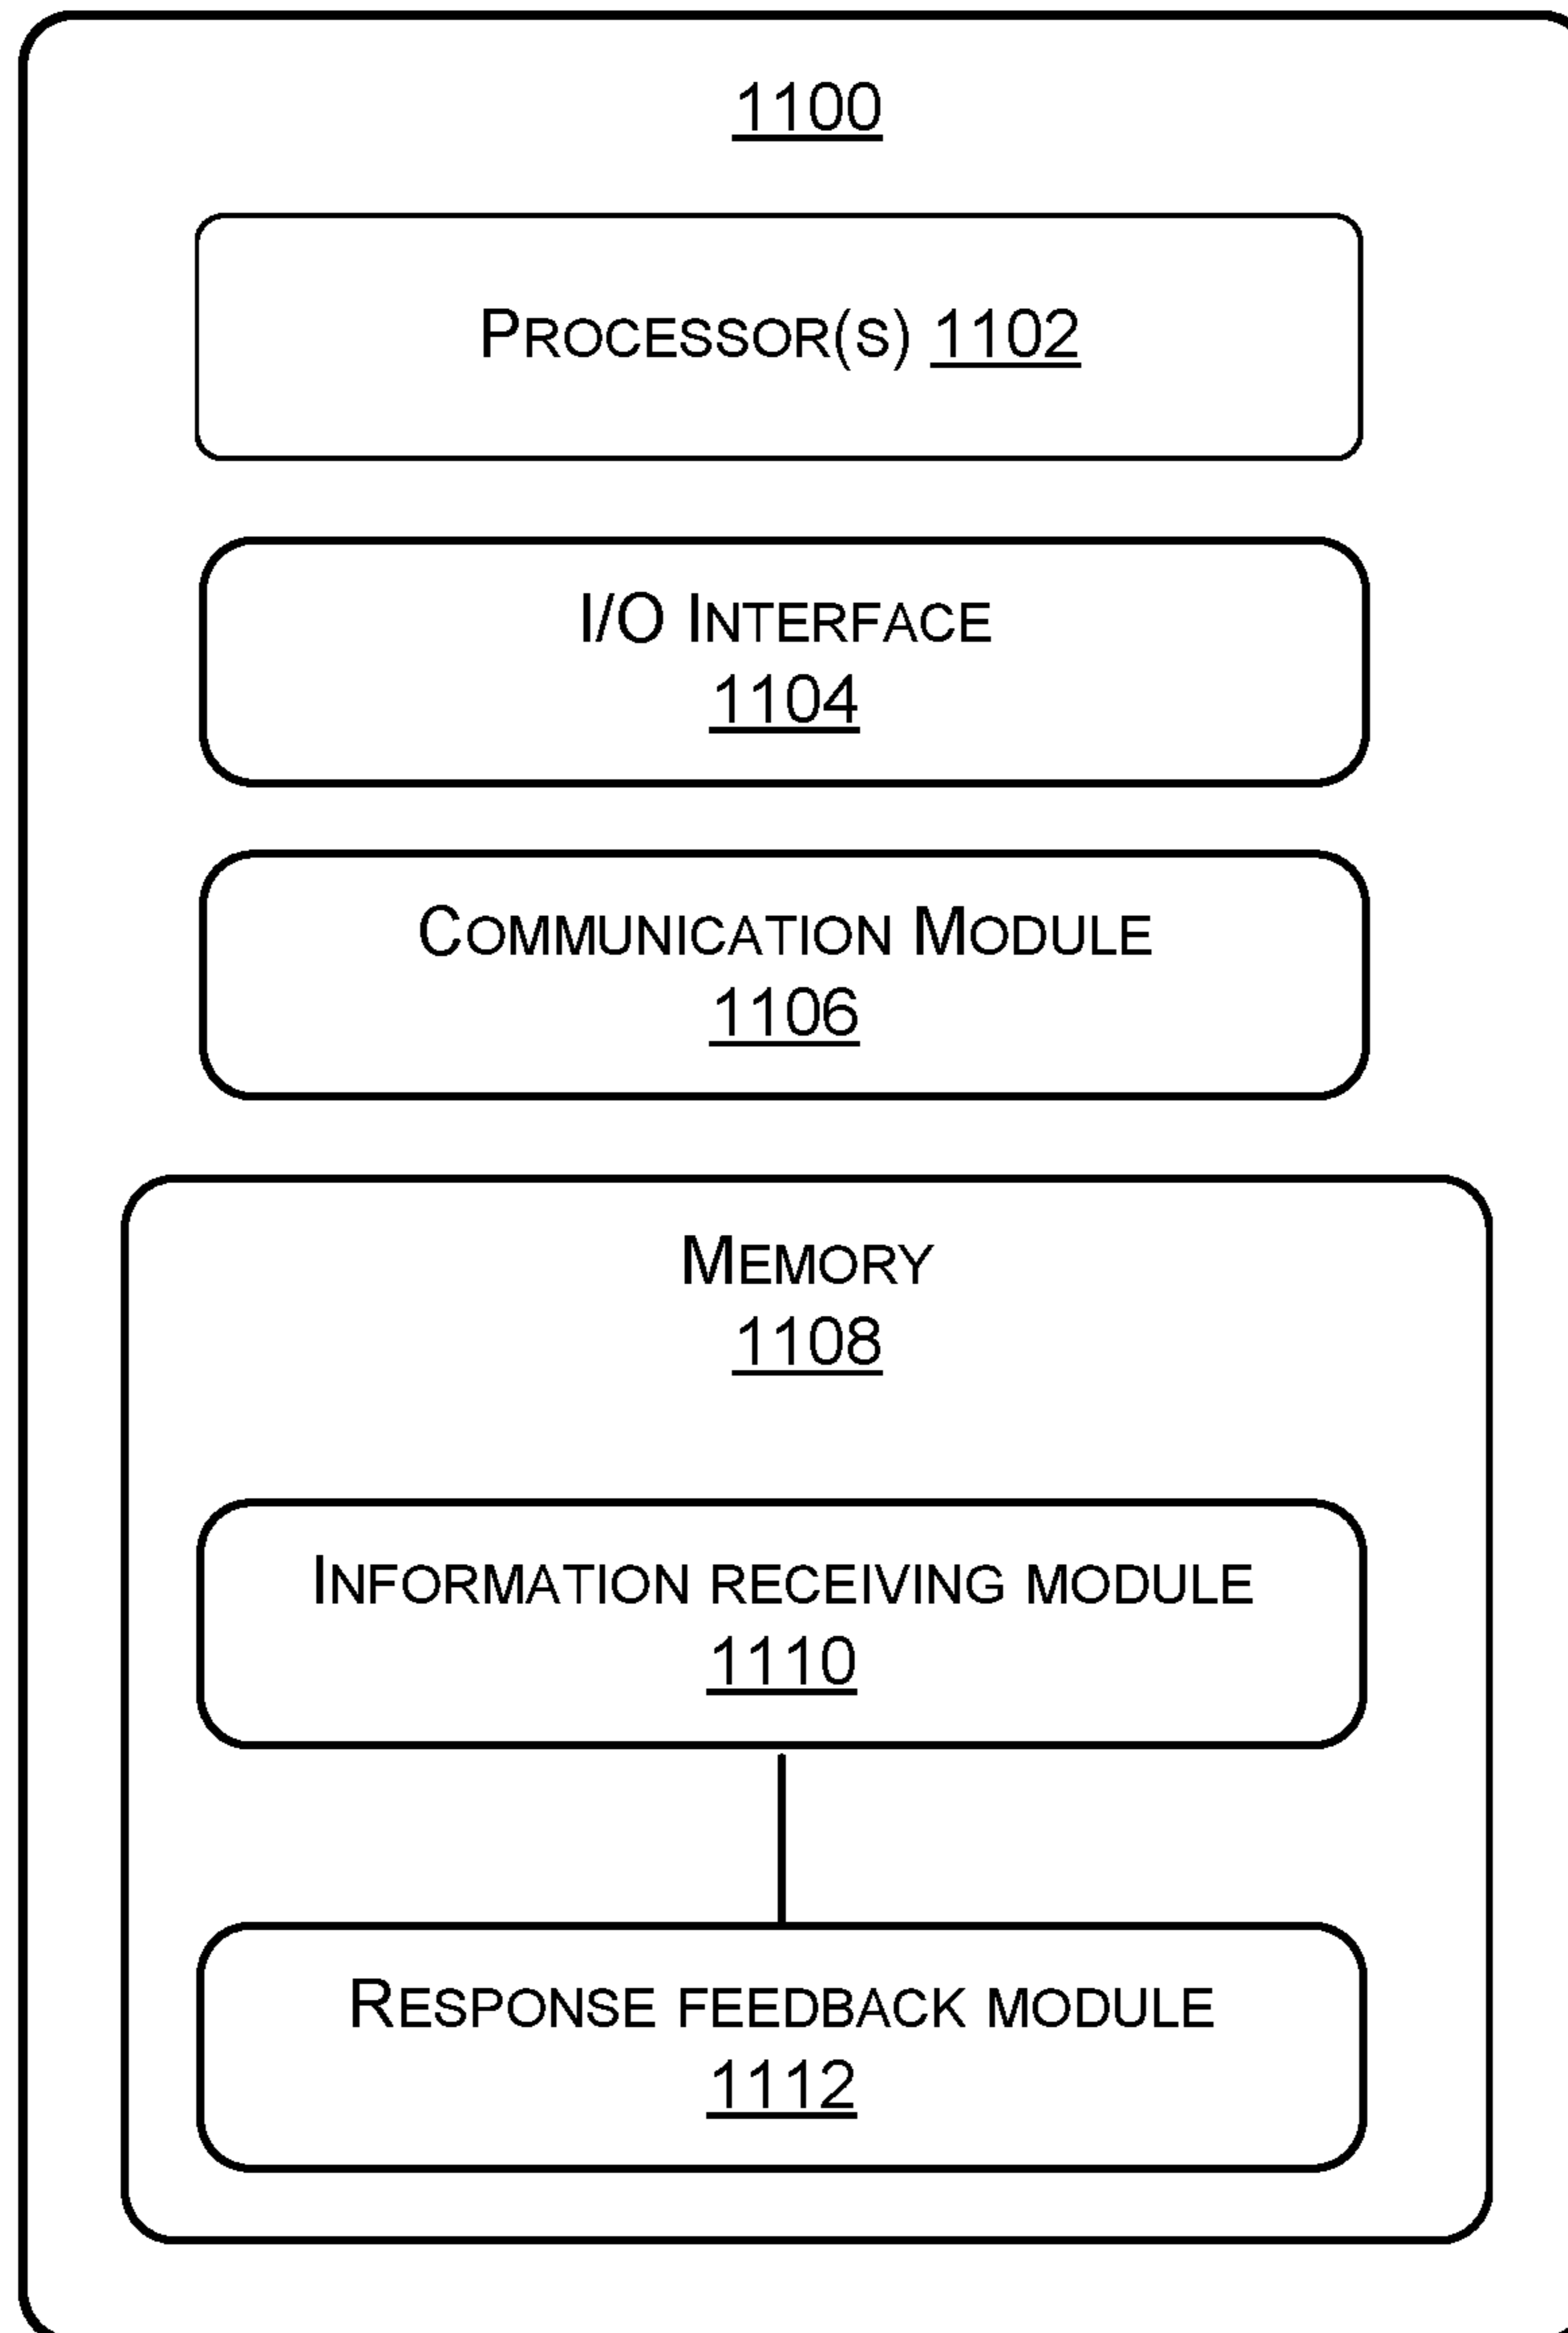 1100
PROCESSOR(S) 1102
I/O INTERFACE
1104
COMMUNICATION MODULE
1106
MEMORY
1108
INFORMATION RECEIVING MODULE
1110
RESPONSE FEEDBACK MODULE
1112